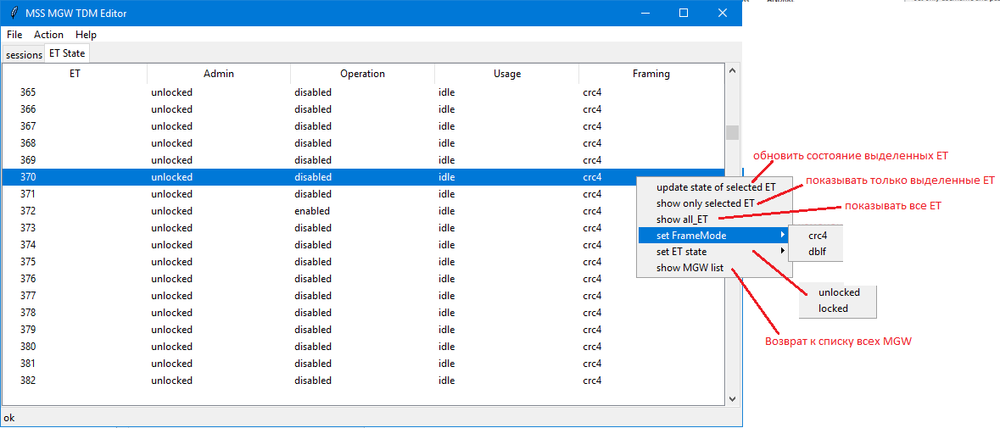 MSS MGW TDM Editor
File Action Help
sessions ET State
ET Admin Operation Usage Framing
365 unlocked disabled idle crc4
366 unlocked disabled idle crc4
367 unlocked disabled idle crc4
368 unlocked disabled idle crc4
369 unlocked disabled idle crc4
370 unlocked disabled idle crc4
371 unlocked disabled idle crc4
372 unlocked enabled idle crc4
373 unlocked disabled idle crc4
374 unlocked disabled idle crc4
375 unlocked disabled idle crc4
376 unlocked disabled idle crc4
377 unlocked disabled idle crc4
378 unlocked disabled idle crc4
379 unlocked disabled idle crc4
380 unlocked disabled idle crc4
381 unlocked disabled idle crc4
382 unlocked disabled idle crc4
ok
update state of selected ET
show only selected ET
show all_ET
set FrameMode
set ET state
show MGW list
crc4
dblf
unlocked
locked
обновить состояние выделенных ET
показывать только выделенные ET
показывать все ET
Возврат к списку всех MGW